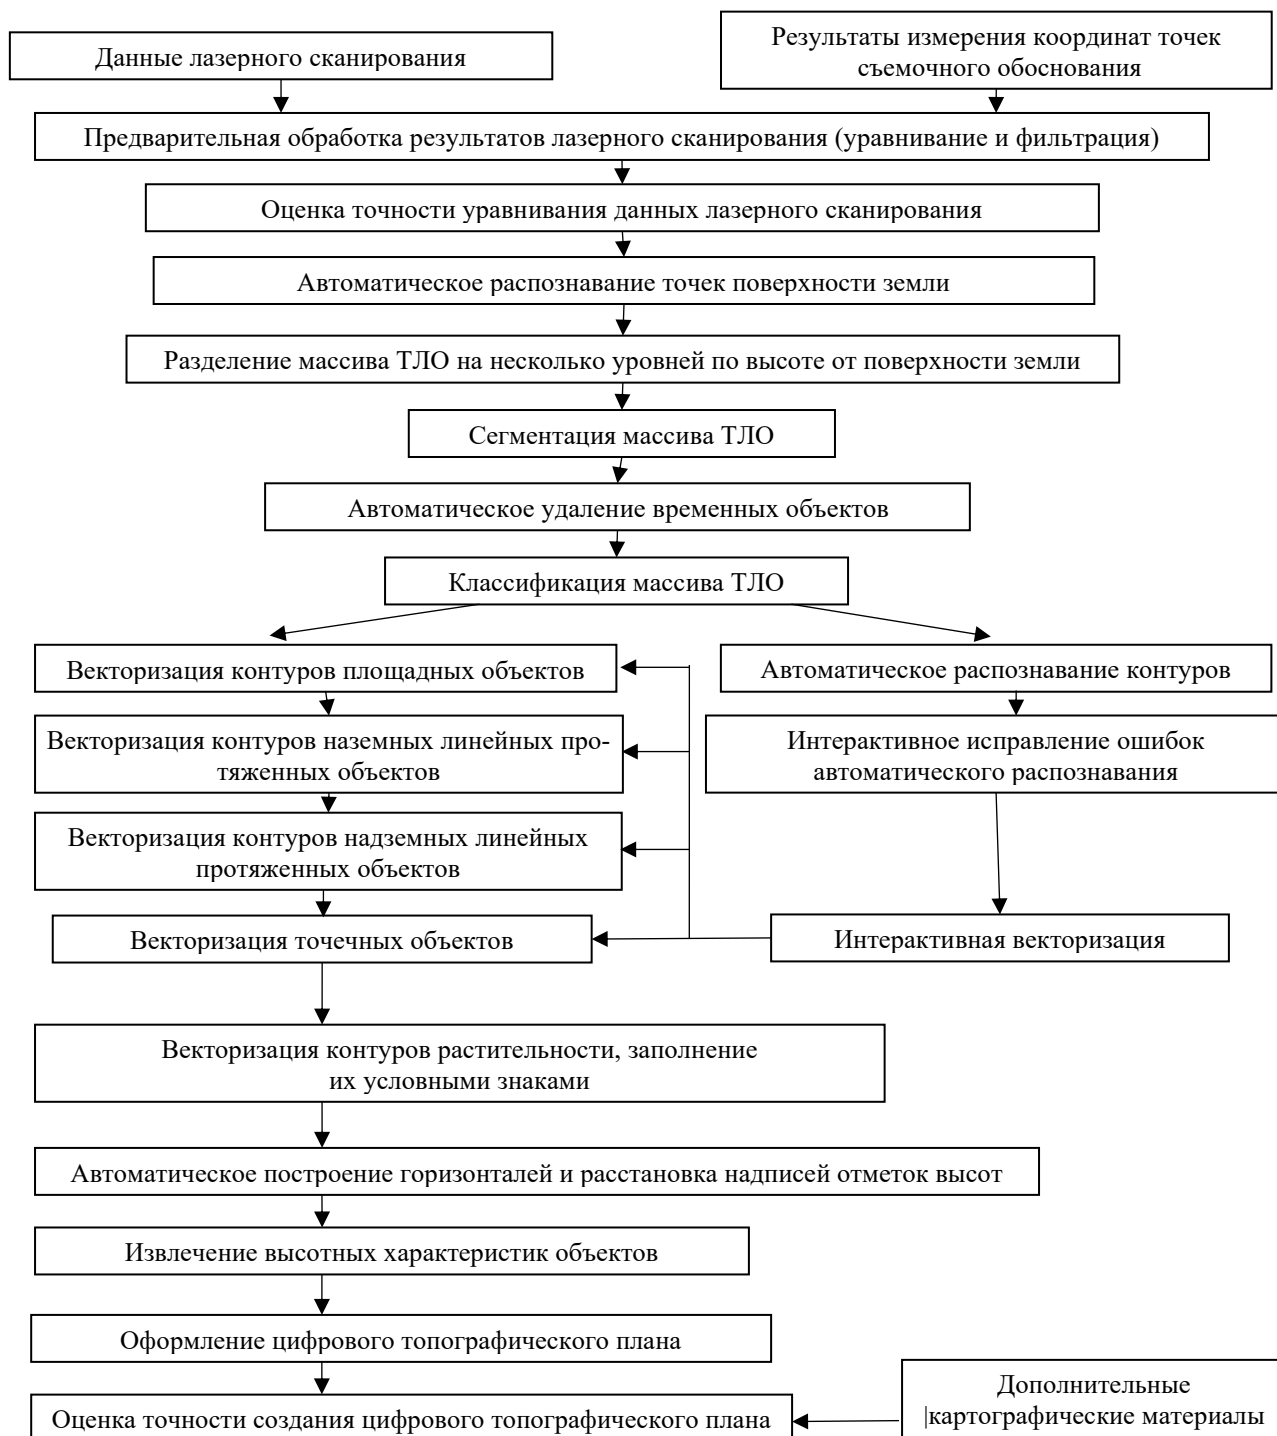 Данные лазерного сканирования
Результаты измерения координат точек
съемочного обоснования
Предварительная обработка результатов лазерного сканирования (уравнивание и фильтрация)
Оценка точности уравнивания данных лазерного сканирования
Автоматическое распознавание точек поверхности земли
Разделение массива ТЛО на несколько уровней по высоте от поверхности земли
Сегментация массива ТЛО
Автоматическое удаление временных объектов
Классификация массива ТЛО
Векторизация контуров площадных объектов
Векторизация контуров наземных линейных про-
тяженных объектов
Векторизация контуров надземных линейных
протяженных объектов
Векторизация точечных объектов
Автоматическое распознавание контуров
Интерактивное исправление ошибок
автоматического распознавания
Интерактивная векторизация
Векторизация контуров растительности, заполнение
их условными знаками
Автоматическое построение горизонталей и расстановка надписей отметок высот
Извлечение высотных характеристик объектов
Оформление цифрового топографического плана
Оценка точности создания цифрового топографического плана
Дополнительные
|картографические материалы